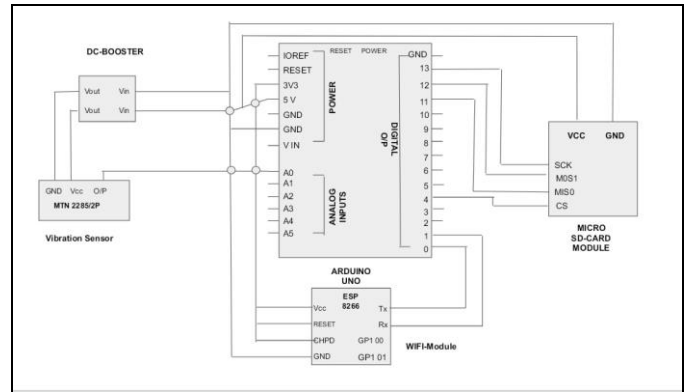 DC-BOOSTER
Vout Vin
Vout Vin
GND Vcc O/P
MTN 2285/2P
Vibration Sensor
RESET POWER
IOREF
RESET
3V3
5 V
GND
GND
V IN
POWER
A0
A1
A2
A3
A4
A5
ANALOG
INPUTS
GND
13
12
11
10
9
8
7
6
5
4
3
2
1
0
DIGITAL
O/P
ARDUINO
UNO
VCC GND
SCK
M0S1
MIS0
CS
MICRO
SD-CARD
MODULE
ESP
8266
Vcc Tx
RESET Rx
CHPD GP1 00
GND GP1 01
WIFI-Module